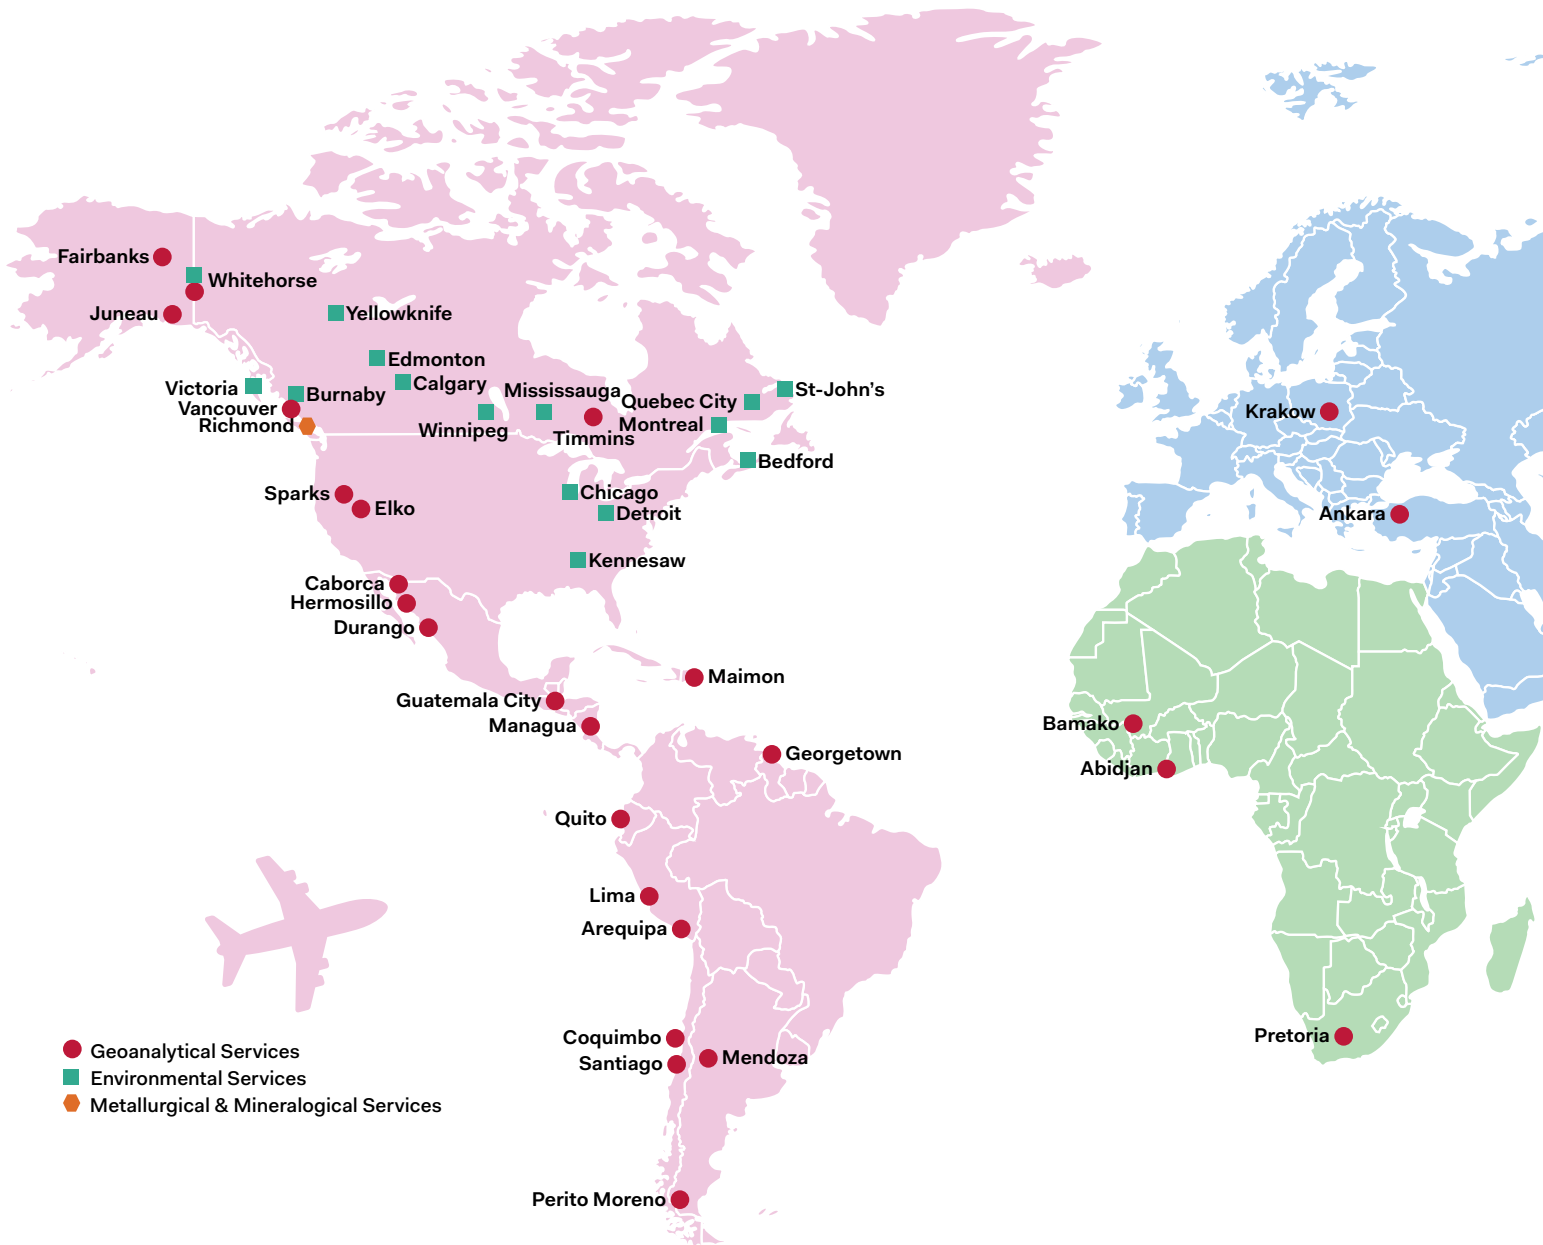 Fairbanks
Whitehorse
Juneau
Yellowknife
Edmonton
Calgary
Victoria
Burnaby
Vancouver
Richmond
Mississauga
Quebec City
St-John's
Winnipeg
Timmins
Montreal
Bedford
Sparks
Elko
Chicago
Detroit
Kennesaw
Caborca
Hermosillo
Durango
Maimon
Guatemala City
Managua
Georgetown
Quito
Lima
Arequipa
Coquimbo
Santiago
Mendoza
Perito Moreno
Krakow
Ankara
Bamako
Abidjan
Pretoria
Geoanalytical Services
Environmental Services
Metallurgical & Mineralogical Services